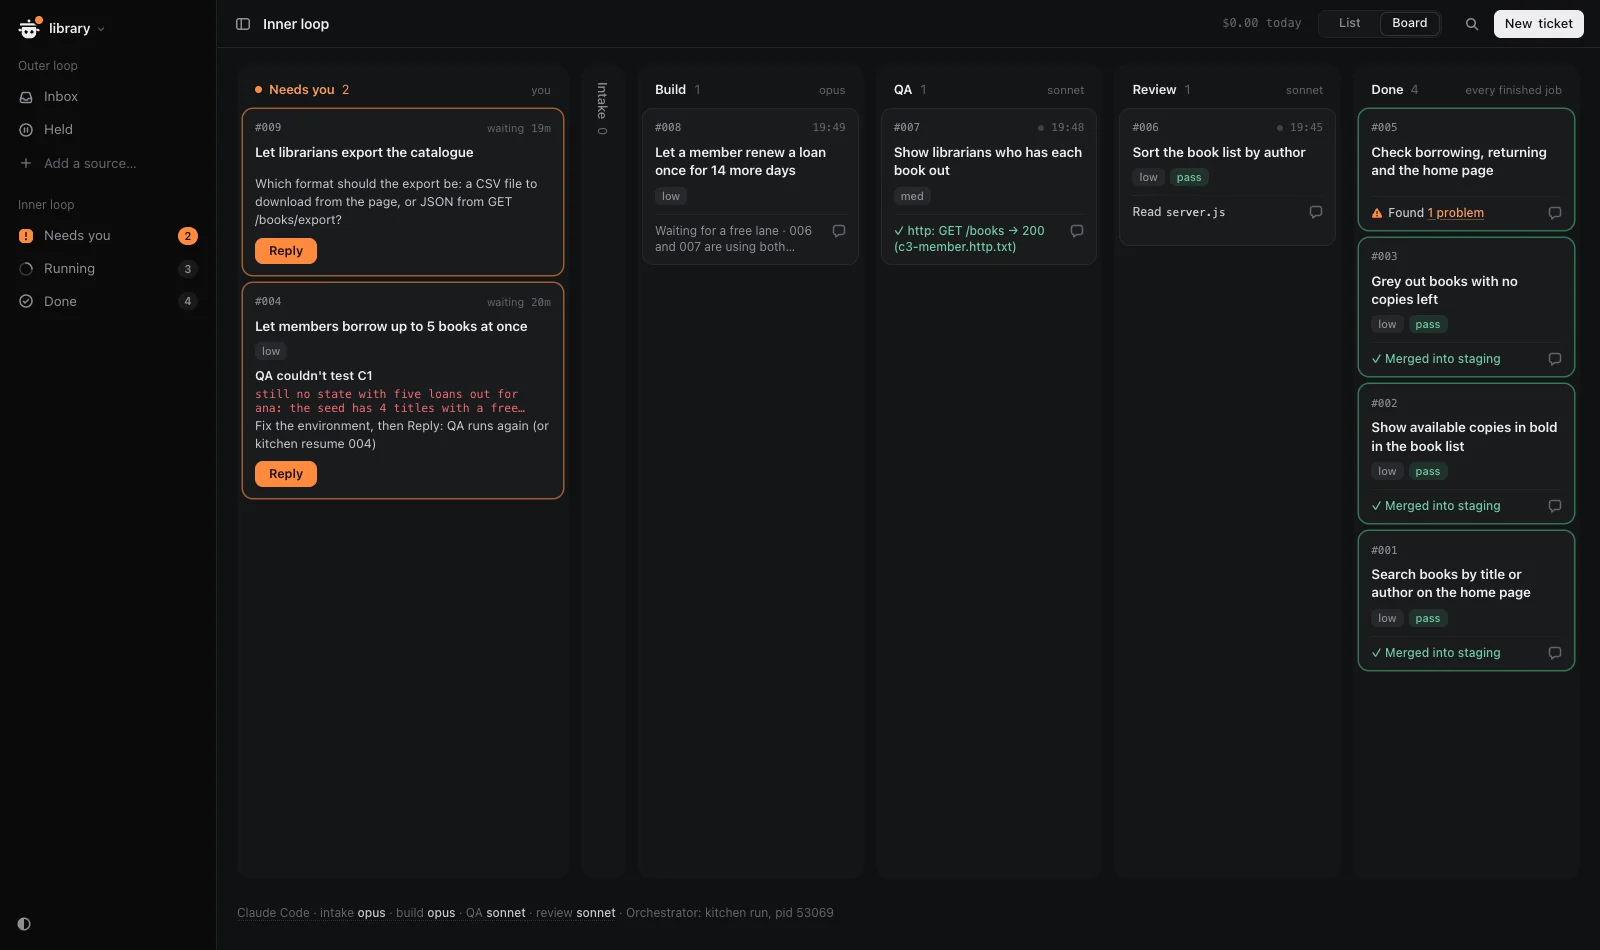 library
Outer loop
Inbox
Held
Add a source...
Inner loop
Needs you 2
Running 3
Done 4
Inner loop
$0.00 today
List
Board
New ticket
Needs you 2
you
#009
waiting 19m
Let librarians export the catalogue
Which format should the export be: a CSV file to
download from the page, or JSON from GET
/books/export?
Reply
#004
waiting 20m
Let members borrow up to 5 books at once
low
QA couldn't test C1
still no state with five loans out for
ana: the seed has 4 titles with a free…
Fix the environment, then Reply: QA runs again (or
kitchen resume 004)
Reply
Intake 0
Build 1
opus
#008
19:49
Let a member renew a loan
once for 14 more days
low
Waiting for a free lane · 006
and 007 are using both…
QA 1
sonnet
#007
19:48
Show librarians who has each
book out
med
✓ http: GET /books → 200
(c3-member.http.txt)
Review 1
sonnet
#006
19:45
Sort the book list by author
low pass
Read server.js
Done 4
every finished job
#005
Check borrowing, returning
and the home page
Found 1 problem
#003
Grey out books with no
copies left
low pass
✓ Merged into staging
#002
Show available copies in bold
in the book list
low pass
✓ Merged into staging
#001
Search books by title or
author on the home page
low pass
✓ Merged into staging
Claude Code · intake opus · build opus · QA sonnet · review sonnet · Orchestrator: kitchen run, pid 53069